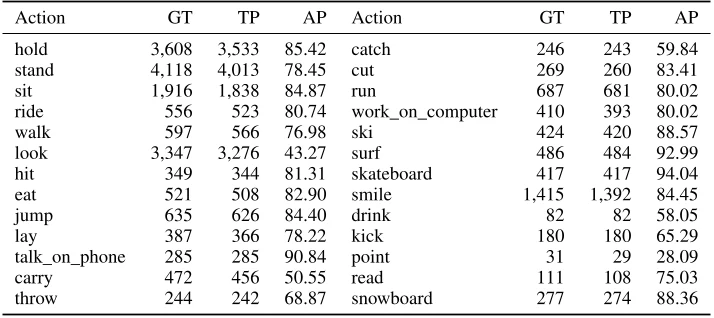 Action GT TP AP Action GT TP AP
hold 3,608 3,533 85.42 catch 246 243 59.84
stand 4,118 4,013 78.45 cut 269 260 83.41
sit 1,916 1,838 84.87 run 687 681 80.02
ride 556 523 80.74 work_on_computer 410 393 80.02
walk 597 566 76.98 ski 424 420 88.57
look 3,347 3,276 43.27 surf 486 484 92.99
hit 349 344 81.31 skateboard 417 417 94.04
eat 521 508 82.90 smile 1,415 1,392 84.45
jump 635 626 84.40 drink 82 82 58.05
lay 387 366 78.22 kick 180 180 65.29
talk_on_phone 285 285 90.84 point 31 29 28.09
carry 472 456 50.55 read 111 108 75.03
throw 244 242 68.87 snowboard 277 274 88.36